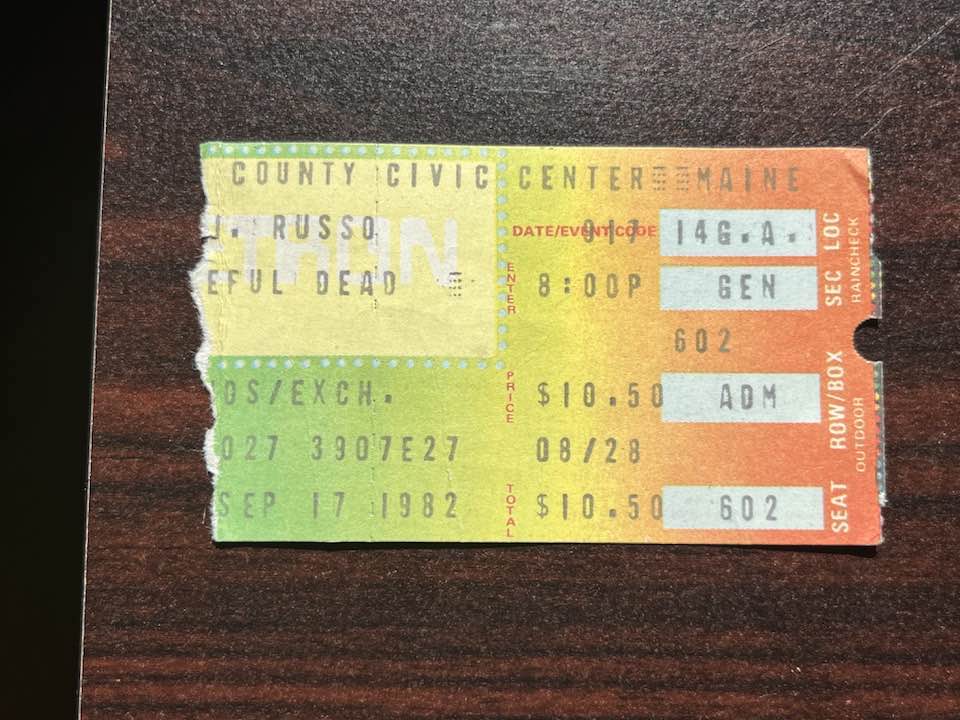 COUNTY CIVIC CENTER MAINE
J. RUSSO DATE/EVENT CODE 917 14G.A. SEC LOC
EFUL DEAD ENTER 8:00P GEN RAINCHECK
602
OS/EXCH. PRICE $10.50 ADM ROW/BOX
027 3907E27 08/28 OUTDOOR
SEP 17 1982 TOTAL $10.50 602 SEAT